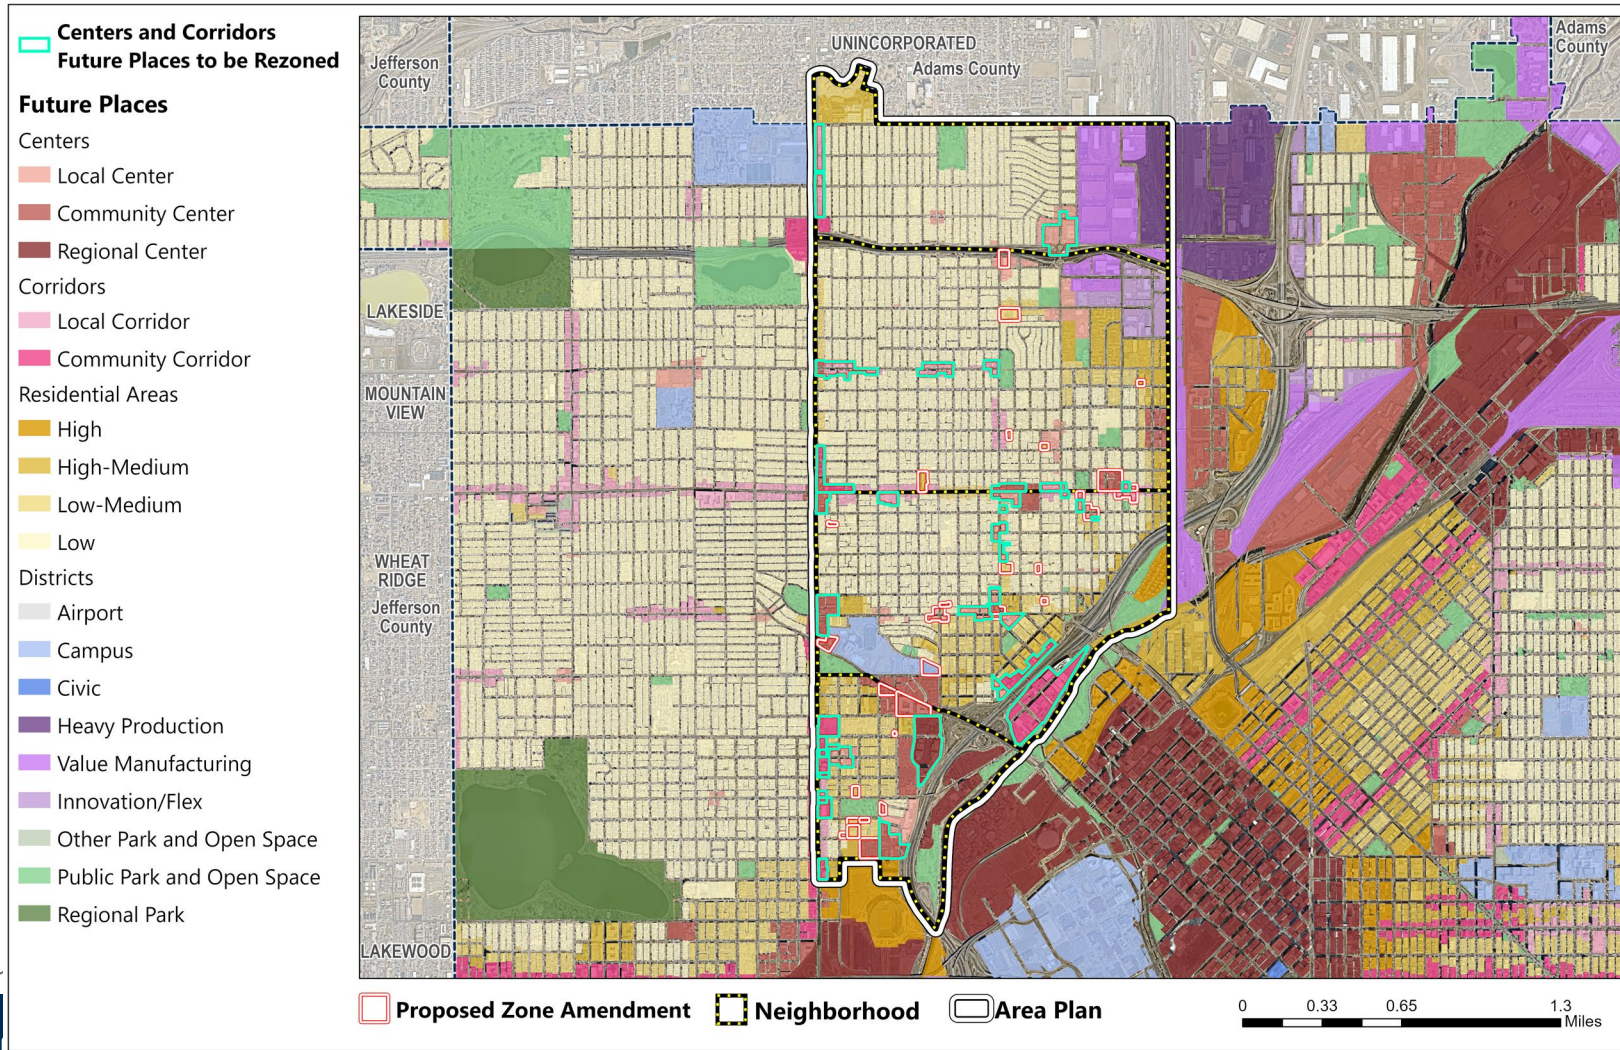 Centers and Corridors
Future Places to be Rezoned
Future Places
Centers
Local Center
Community Center
Regional Center
Corridors
Local Corridor
Community Corridor
Residential Areas
High
High-Medium
Low-Medium
Low
Districts
Airport
Campus
Civic
Heavy Production
Value Manufacturing
Innovation/Flex
Other Park and Open Space
Public Park and Open Space
Regional Park
Jefferson
County
UNINCORPORATED
Adams County
Adams
County
LAKESIDE
MOUNTAIN
VIEW
WHEAT
RIDGE
Jefferson
County
LAKEWOOD
Proposed Zone Amendment
Neighborhood
Area Plan
0 0.33 0.65 1.3
Miles